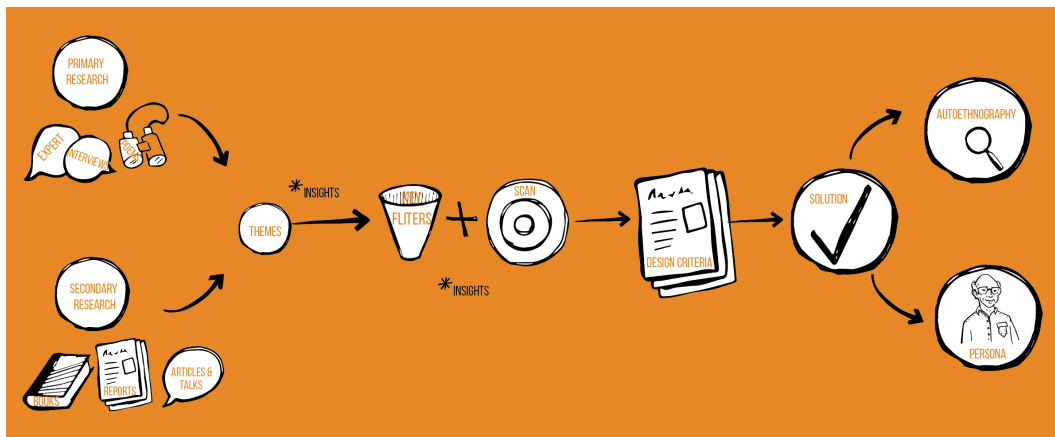 PRIMARY
RESEARCH
EXPERT
INTERVIEWS
THEMES
*INSIGHTS
FLITERS
SCAN
*INSIGHTS
DESIGN CRITERIA
SOLUTION
AUTOETHNOGRAPHY
PERSONA
SECONDARY
RESEARCH
BOOKS
REPORTS
ARTICLES &
TALKS